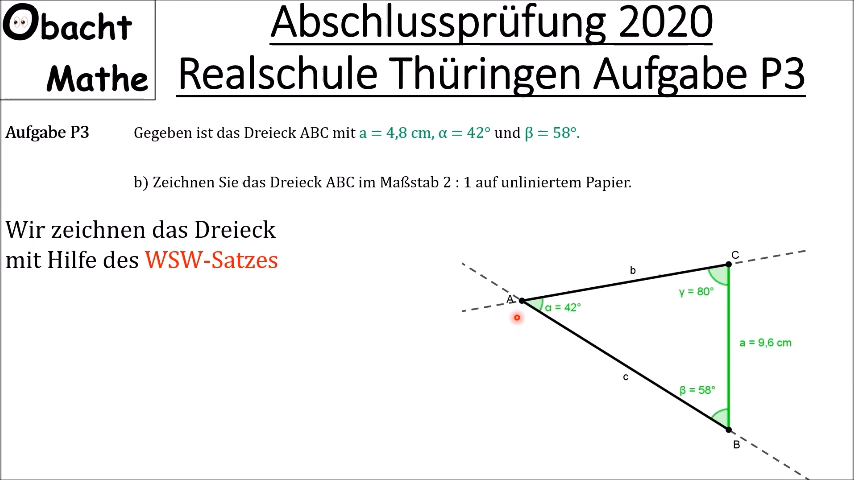 Obacht
Mathe
Abschlussprüfung 2020
Realschule Thüringen Aufgabe P3
Aufgabe P3 Gegeben ist das Dreieck ABC mit a = 4,8 cm, α = 42° und β = 58°.
b) Zeichnen Sie das Dreieck ABC im Maßstab 2 : 1 auf unliniertem Papier.
Wir zeichnen das Dreieck
mit Hilfe des WSW-Satzes
C
b
γ = 80°
A
α = 42°
a = 9,6 cm
c
β = 58°
B